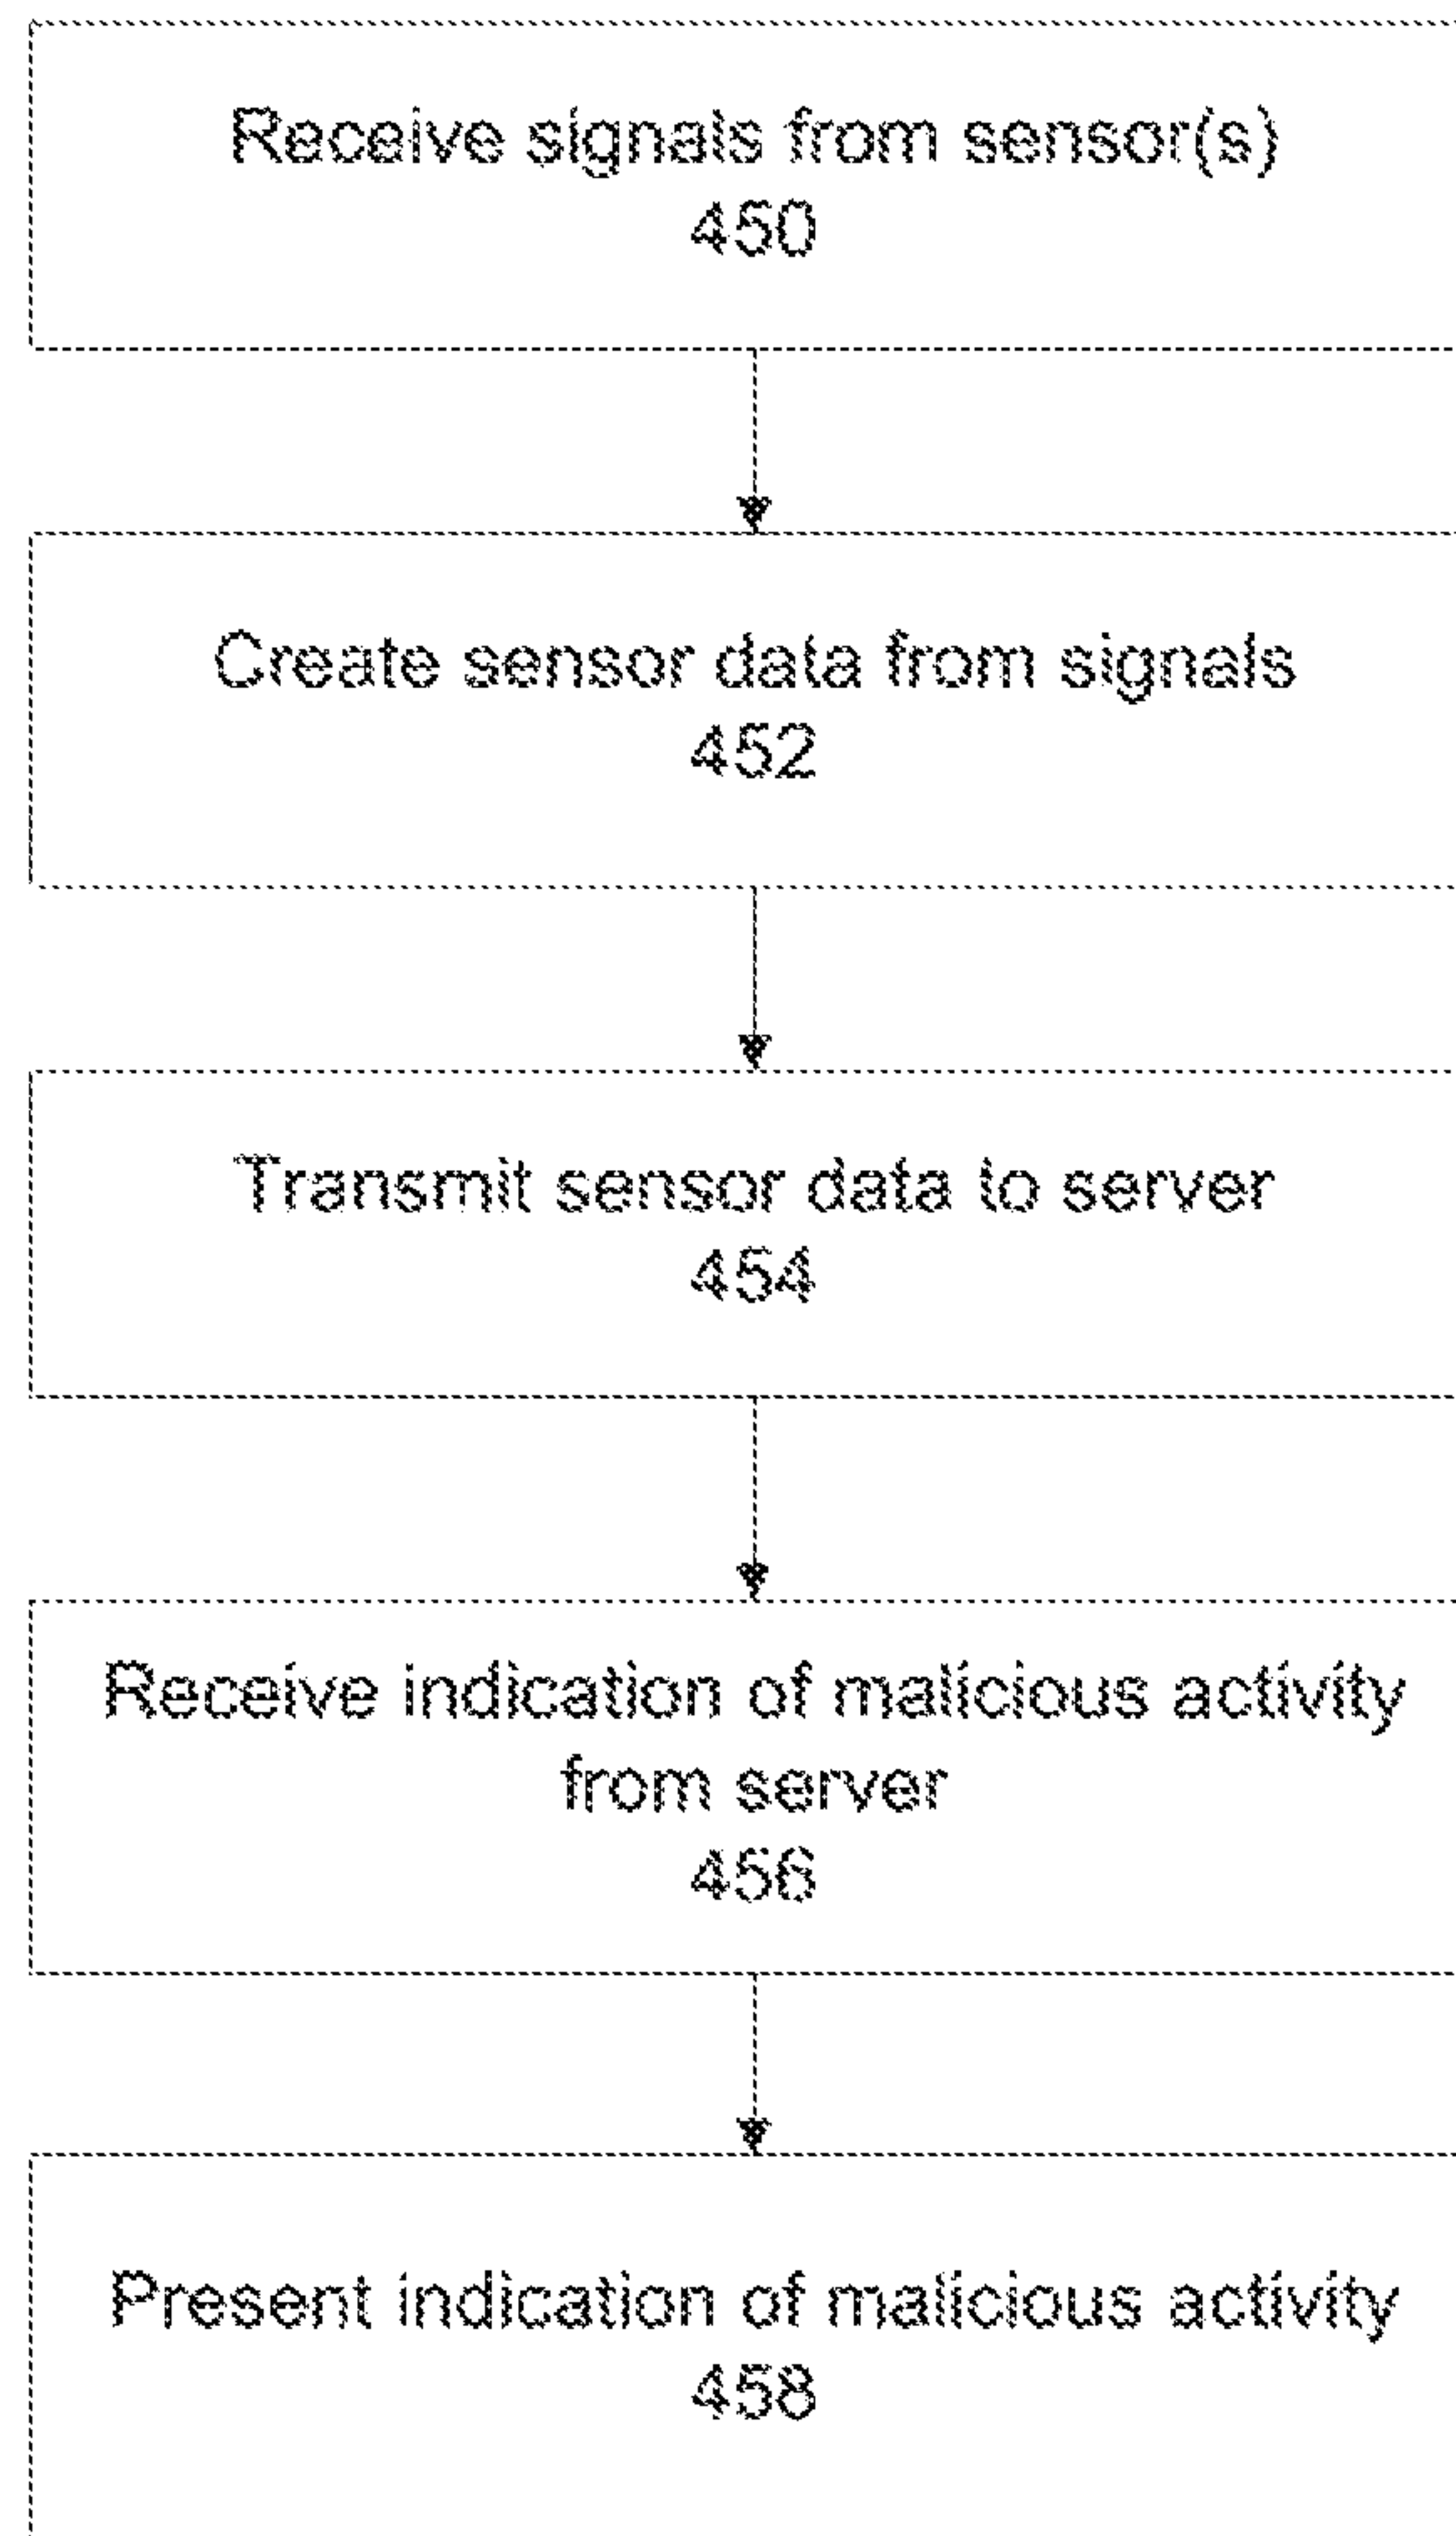 Receive signals from sensor(s)
450
Create sensor data from signals
452
Transmit sensor data to server
454
Receive indication of malicious activity
from server
456
Present indication of malicious activity
458